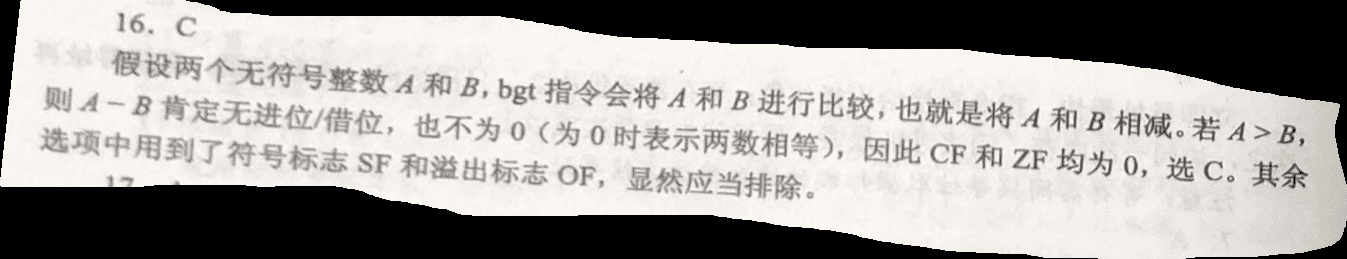 16. C
假设两个无符号整数 A 和 B, bgt 指令会将 A 和 B 进行比较,也就是将 A 和 B 相减。若 A > B,
则 A − B 肯定无进位/借位,也不为 0(为 0 时表示两数相等),因此 CF 和 ZF 均为 0,选 C。其余
选项中用到了符号标志 SF 和溢出标志 OF,显然应当排除。